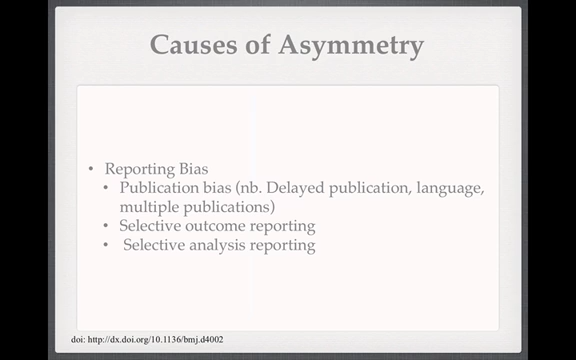 Causes of Asymmetry
• Reporting Bias
• Publication bias (nb. Delayed publication, language,
multiple publications)
• Selective outcome reporting
• Selective analysis reporting
doi: http://dx.doi.org/10.1136/bmj.d4002